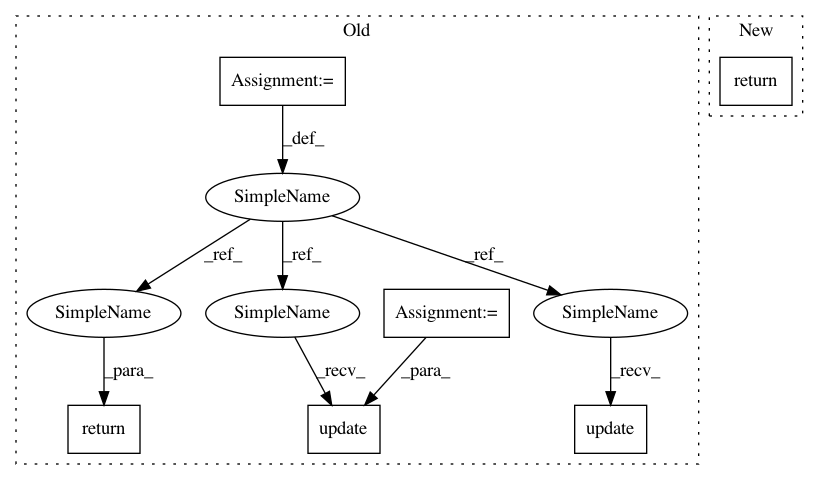 Old
New
Assignment:=
return
_def_
SimpleName
_ref_
_ref_
_ref_
SimpleName
SimpleName
Assignment:=
SimpleName
_para_
_recv_
_para_
_recv_
return
update
update